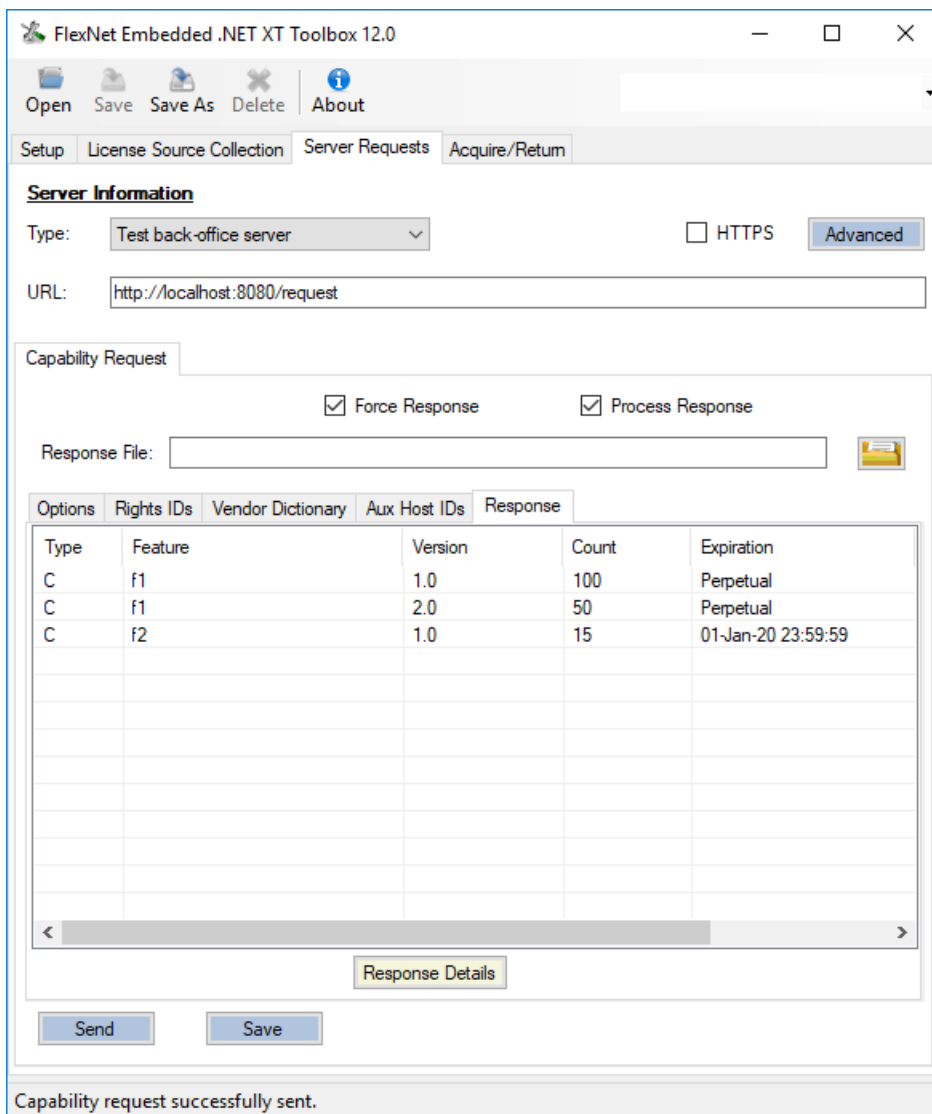 FlexNet Embedded .NET XT Toolbox 12.0
Open Save Save As Delete About
Setup License Source Collection Server Requests Acquire/Return
Server Information
Type: Test back-office server HTTPS Advanced
URL: http://localhost:8080/request
Capability Request
Force Response Process Response
Response File:
Options Rights IDs Vendor Dictionary Aux Host IDs Response
Type Feature Version Count Expiration
C f1 1.0 100 Perpetual
C f1 2.0 50 Perpetual
C f2 1.0 15 01-Jan-20 23:59:59
Response Details
Send Save
Capability request successfully sent.